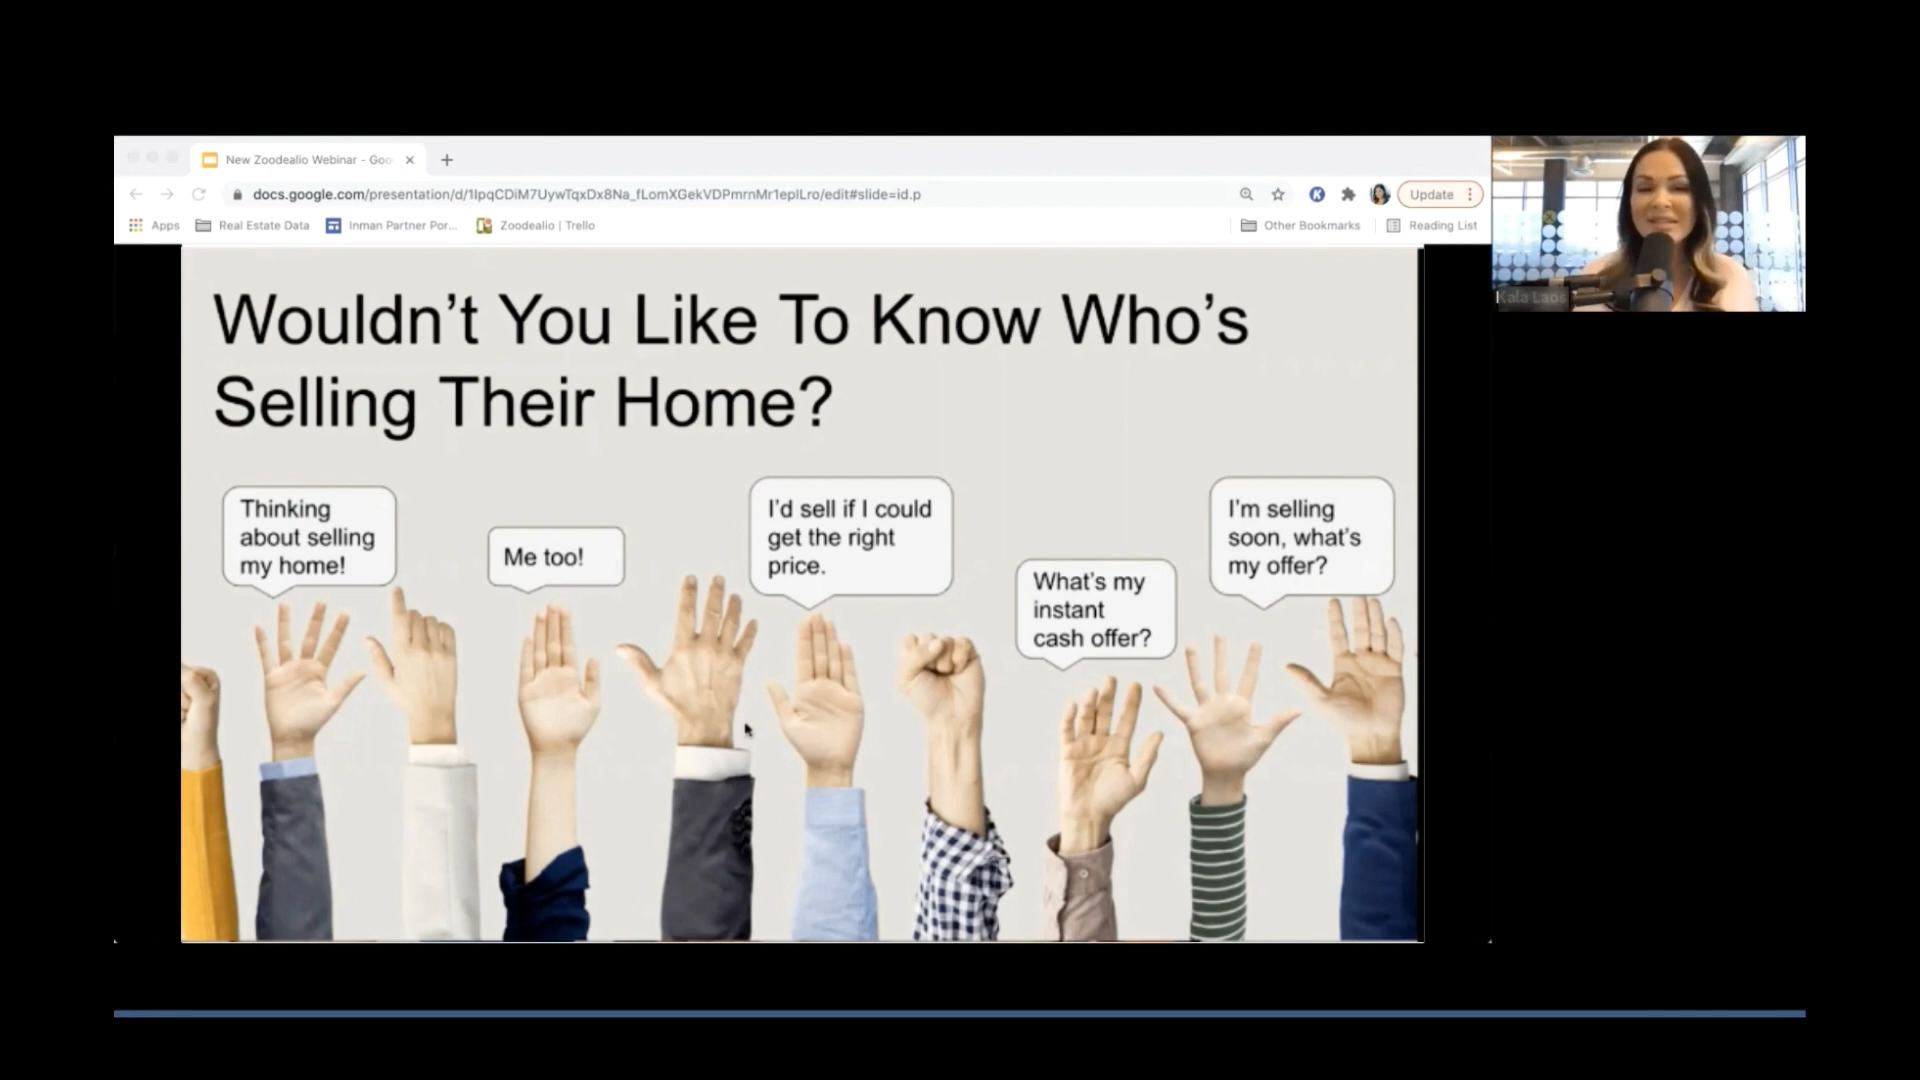 New Zoodealio Webinar - Goo
docs.google.com/presentation/d/1IpqCDiM7UywTqxDx8Na_fLomXGekVDPmrnMr1eplLro/edit#slide=id.p
Update
Apps
Real Estate Data
Inman Partner Por...
Zoodealio | Trello
Other Bookmarks
Reading List
Kala Laos
Wouldn't You Like To Know Who's
Selling Their Home?
Thinking
about selling
my home!
Me too!
I'd sell if I could
get the right
price.
What's my
instant
cash offer?
I'm selling
soon, what's
my offer?